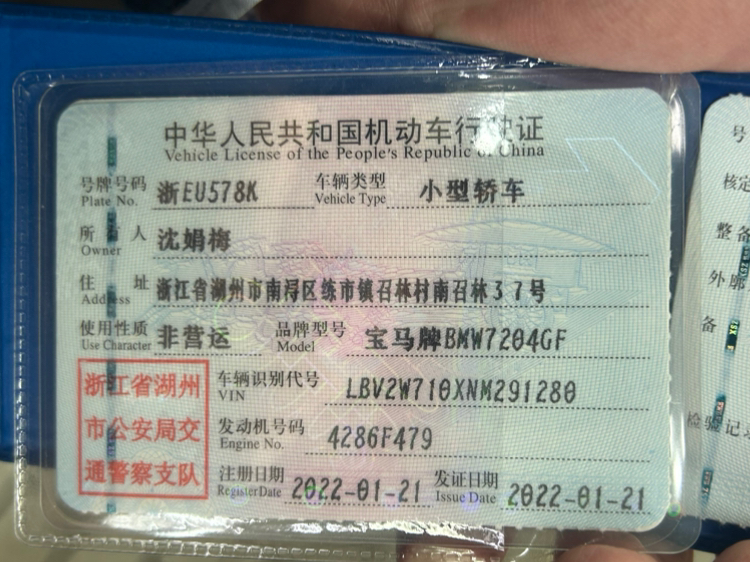 中华人民共和国机动车行驶证
Vehicle License of the People's Republic of China
号牌号码 浙EU578K 车辆类型 小型轿车
Plate No. Vehicle Type
所有人 沈娟梅
Owner
住址 浙江省湖州市南浔区练市镇召林村南召林37号
Address
使用性质 非营运 品牌型号 宝马牌BMW7204GF
Use Character Model
浙江省湖州
市公安局交
通警察支队
车辆识别代号 LBV2W710XNM291280
VIN
发动机号码 4286F479
Engine No.
注册日期 2022-01-21 发证日期 2022-01-21
Register Date Issue Date
号
核定
整备
外廓
备
检验记录